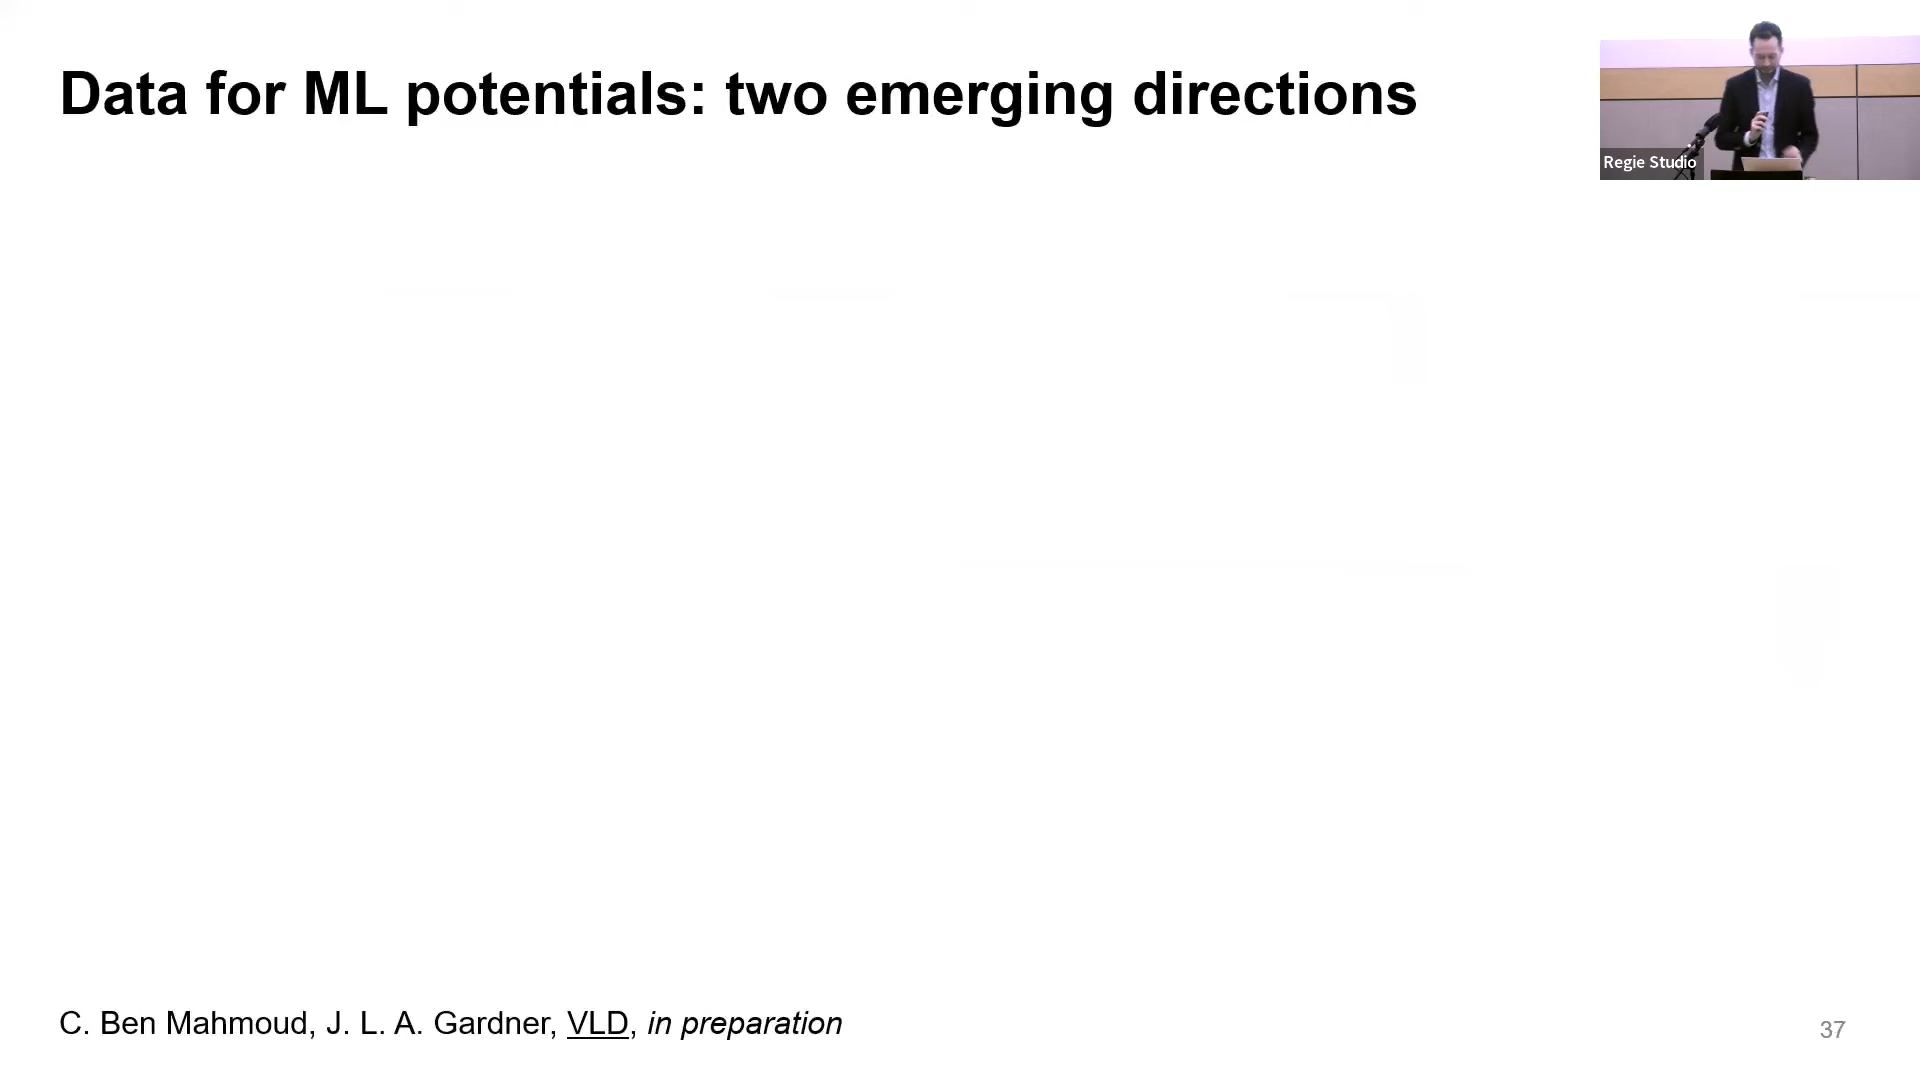 Data for ML potentials: two emerging directions
Regie Studio
C. Ben Mahmoud, J. L. A. Gardner, VLD, in preparation
37